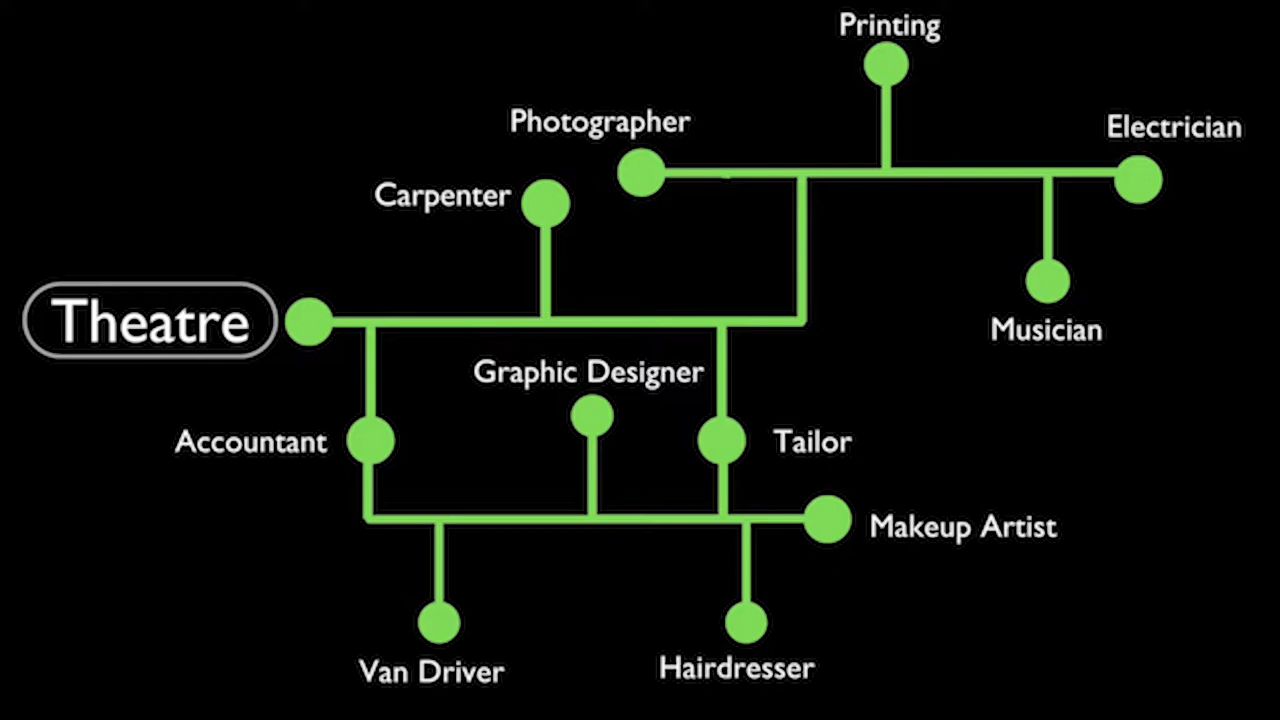 Printing
Photographer
Electrician
Carpenter
Theatre
Musician
Graphic Designer
Accountant
Tailor
Makeup Artist
Van Driver
Hairdresser